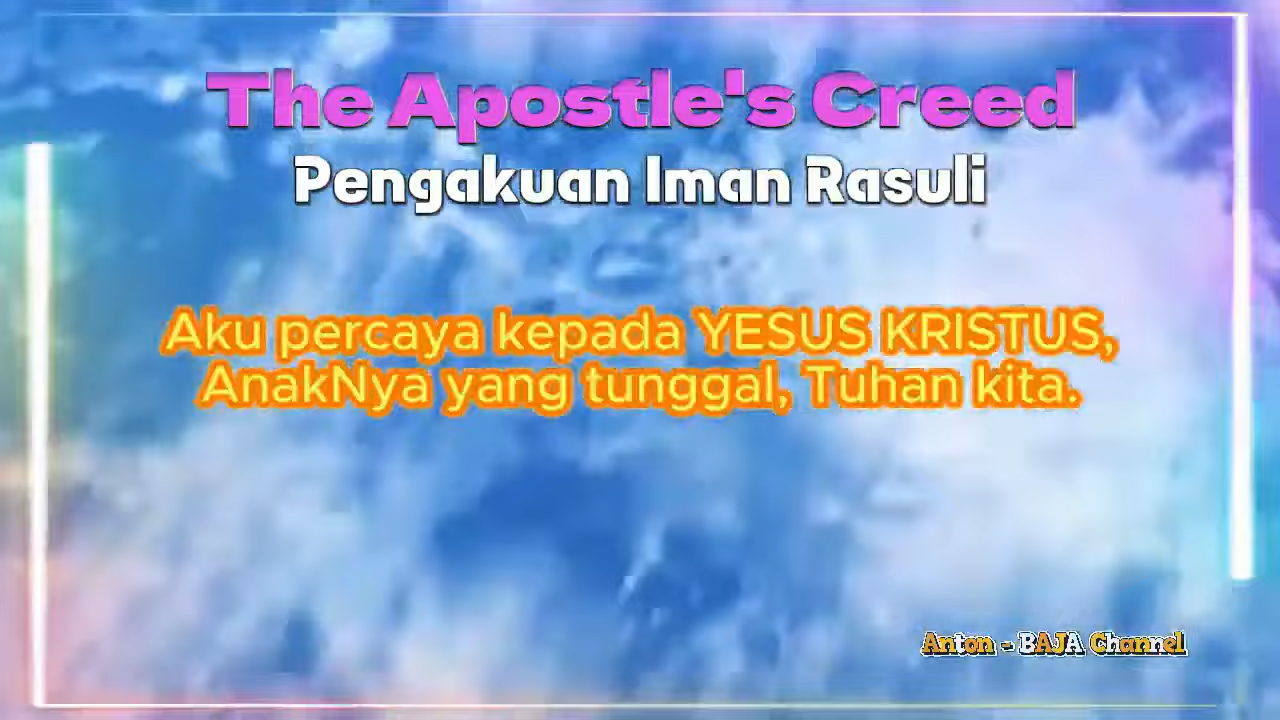 The Apostle's Creed
Pengakuan Iman Rasuli
Aku percaya kepada YESUS KRISTUS,
AnakNya yang tunggal, Tuhan kita.
Anton - BAJA Channel